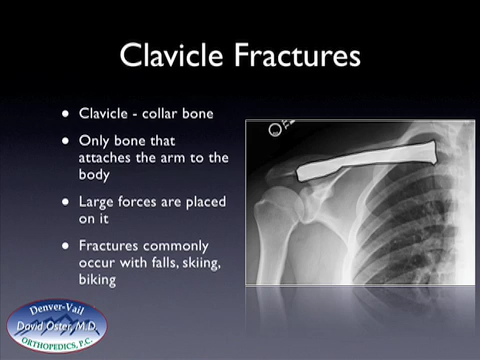 Clavicle Fractures
• Clavicle - collar bone
• Only bone that
attaches the arm to the
body
• Large forces are placed
on it
• Fractures commonly
occur with falls, skiing,
biking
Denver-Vail
David Oster, M.D.
ORTHOPEDICS, P.C.